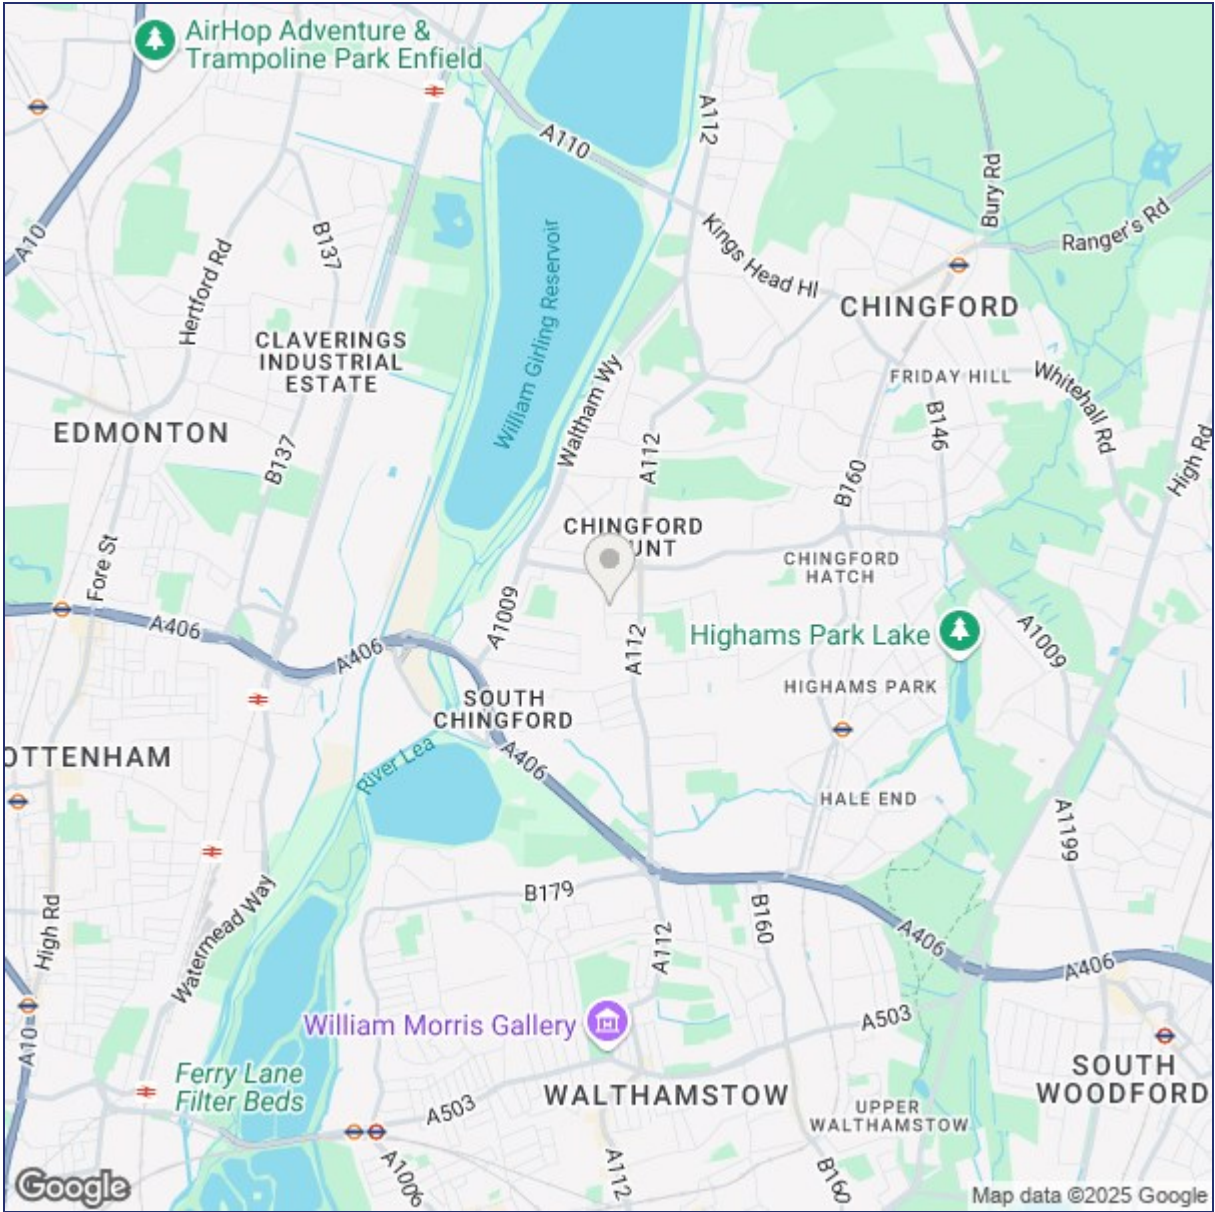 AirHop Adventure &
Trampoline Park Enfield
A112
A110
Bury Rd
Ranger's Rd
A10
B137
Hertford Rd
Kings Head Hl
William Girling Reservoir
CHINGFORD
CLAVERINGS
INDUSTRIAL
ESTATE
Waltham Wy
FRIDAY HILL
Whitehall Rd
B146
EDMONTON
B137
A112
B160
High Rd
CHINGFORD
UNT
CHINGFORD
HATCH
Fore St
A1009
A406
A406
A112
Highams Park Lake
A1009
HIGHAMS PARK
SOUTH
CHINGFORD
OTTENHAM
River Lea
A406
HALE END
A1199
B179
B160
High Rd
Watermead Way
A112
A406
A406
William Morris Gallery
A503
A10
Ferry Lane
Filter Beds
WALTHAMSTOW
SOUTH
WOODFORD
A503
UPPER
WALTHAMSTOW
A1006
A112
B160
Google
Map data ©2025 Google